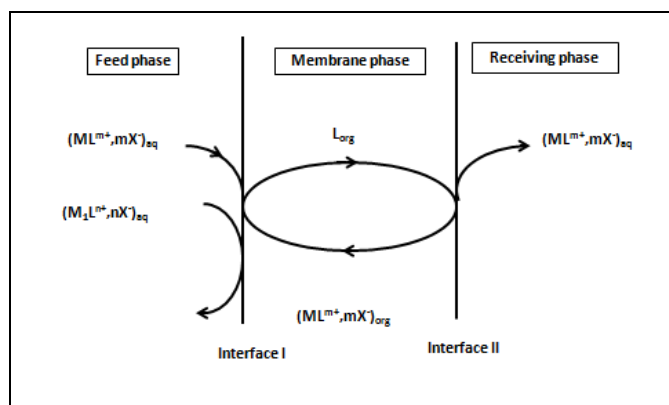 Feed phase
Membrane phase
Receiving phase
(MLᵐ⁺,mX⁻)ₐq
Lorg
(MLᵐ⁺,mX⁻)ₐq
(M₁Lⁿ⁺,nX⁻)ₐq
(MLᵐ⁺,mX⁻)org
Interface I
Interface II